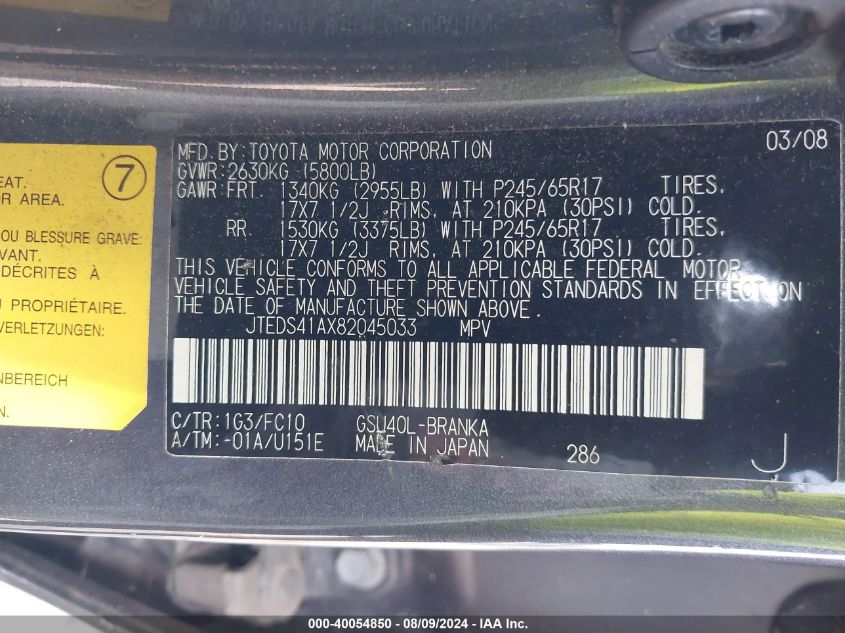 03/08
MFD.BY:TOYOTA MOTOR CORPORATION
GVWR:2630KG (5800LB)
GAWR:FRT. 1340KG (2955LB) WITH P245/65R17 TIRES,
17X7 1/2J RIMS, AT 210KPA (30PSI) COLD.
RR. 1530KG (3375LB) WITH P245/65R17 TIRES,
17X7 1/2J RIMS, AT 210KPA (30PSI) COLD.
THIS VEHICLE CONFORMS TO ALL APPLICABLE FEDERAL MOTOR
VEHICLE SAFETY AND THEFT PREVENTION STANDARDS IN EFFECT ON
THE DATE OF MANUFACTURE SHOWN ABOVE.
JTEDS41AX82045033 MPV
C/TR:1G3/FC10 GSU40L-BRANKA
A/TM:-01A/U151E MADE IN JAPAN 286 J
7
EAT.
OR AREA.
OU BLESSURE GRAVE:
VANT.
DÉCRITES À
U PROPRIÉTAIRE.
VERLETZUNGEN:
NBEREICH
N.
000-40054850 - 08/09/2024 - IAA Inc.